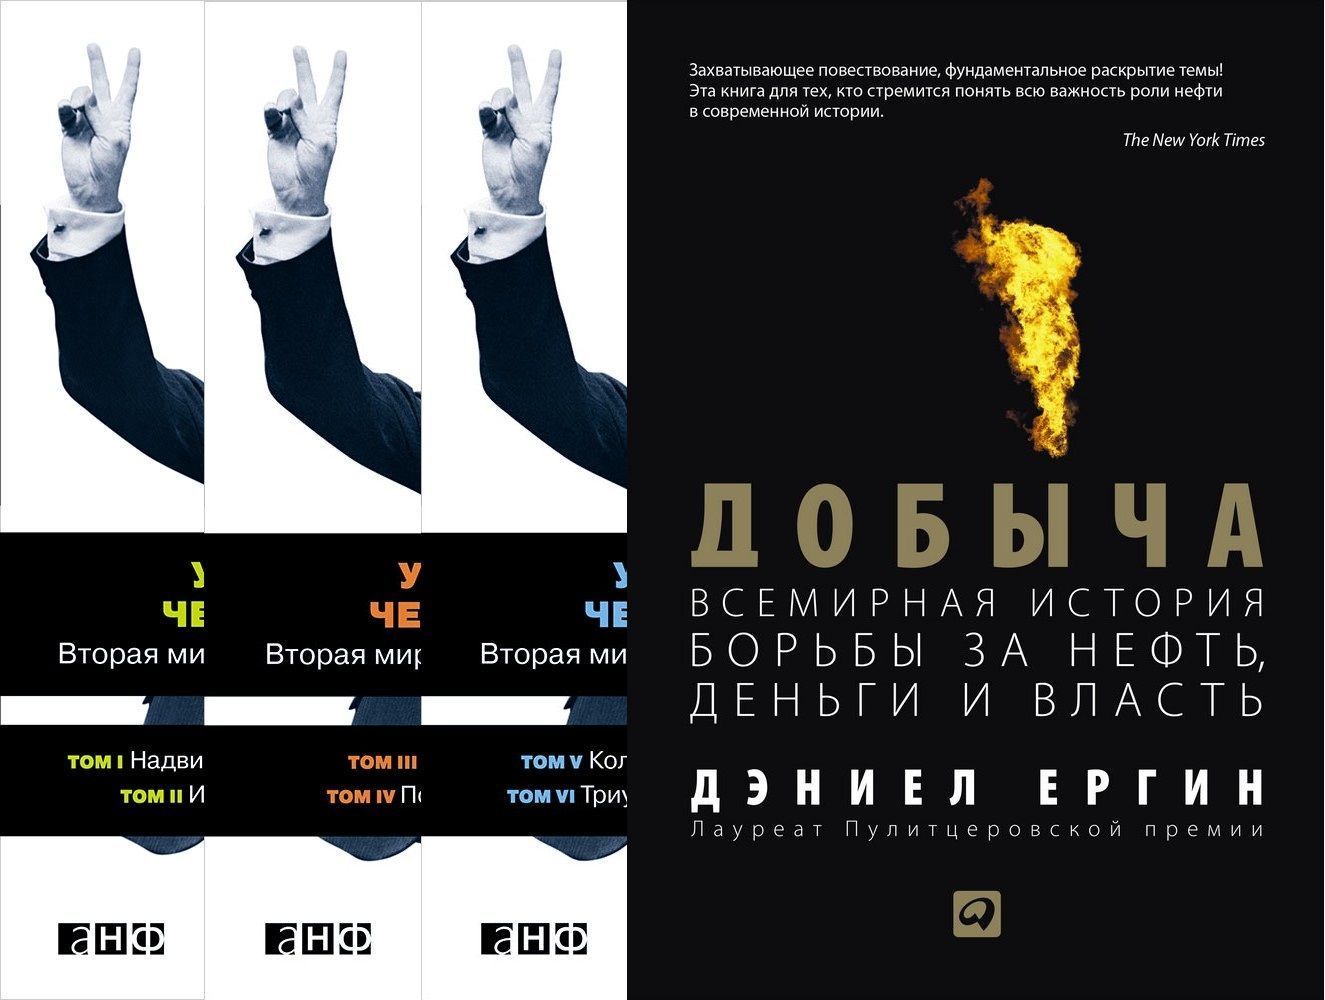 У
ЧЕ
Вторая ми
ТОМ I Надви
ТОМ II И
анф
У
ЧЕ
Вторая мир
ТОМ III
ТОМ IV По
анф
У
ЧЕ
Вторая ми
ТОМ V Кол
ТОМ VI Триу
анф
Захватывающее повествование, фундаментальное раскрытие темы!
Эта книга для тех, кто стремится понять всю важность роли нефти
в современной истории.
The New York Times
ДОБЫЧА
ВСЕМИРНАЯ ИСТОРИЯ
БОРЬБЫ ЗА НЕФТЬ,
ДЕНЬГИ И ВЛАСТЬ
ДЭНИЕЛ ЕРГИН
Лауреат Пулитцеровской премии